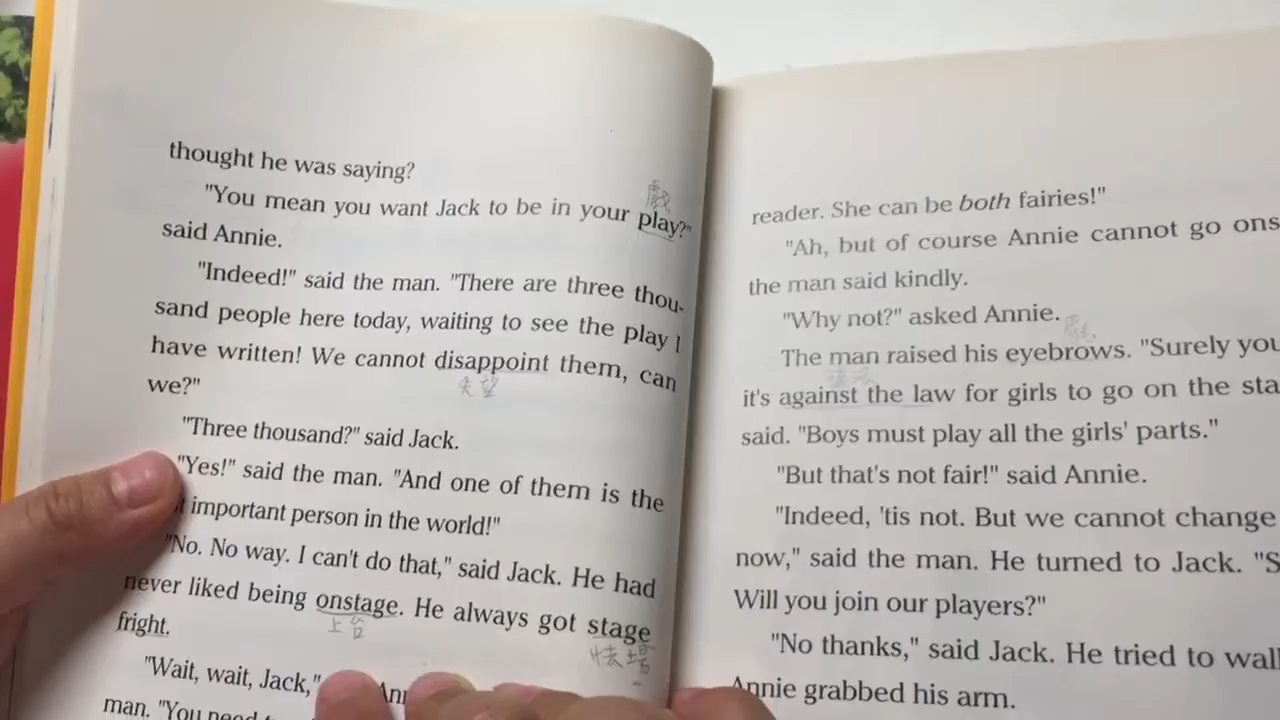 thought he was saying?
戲
"You mean you want Jack to be in your play?"
said Annie.
"Indeed!" said the man. "There are three thou-
sand people here today, waiting to see the play I
have written! We cannot disappoint them, can
失望
we?"
"Three thousand?" said Jack.
"Yes!" said the man. "And one of them is the
important person in the world!"
"No. No way. I can't do that," said Jack. He had
never liked being onstage. He always got stage
上台
怯場
fright.
"Wait, wait, Jack,"
man. "You need
reader. She can be both fairies!"
"Ah, but of course Annie cannot go ons
the man said kindly.
"Why not?" asked Annie.
The man raised his eyebrows. "Surely you
it's against the law for girls to go on the sta
said. "Boys must play all the girls' parts."
"But that's not fair!" said Annie.
"Indeed, 'tis not. But we cannot change
now," said the man. He turned to Jack. "S
Will you join our players?"
"No thanks," said Jack. He tried to wal
Annie grabbed his arm.